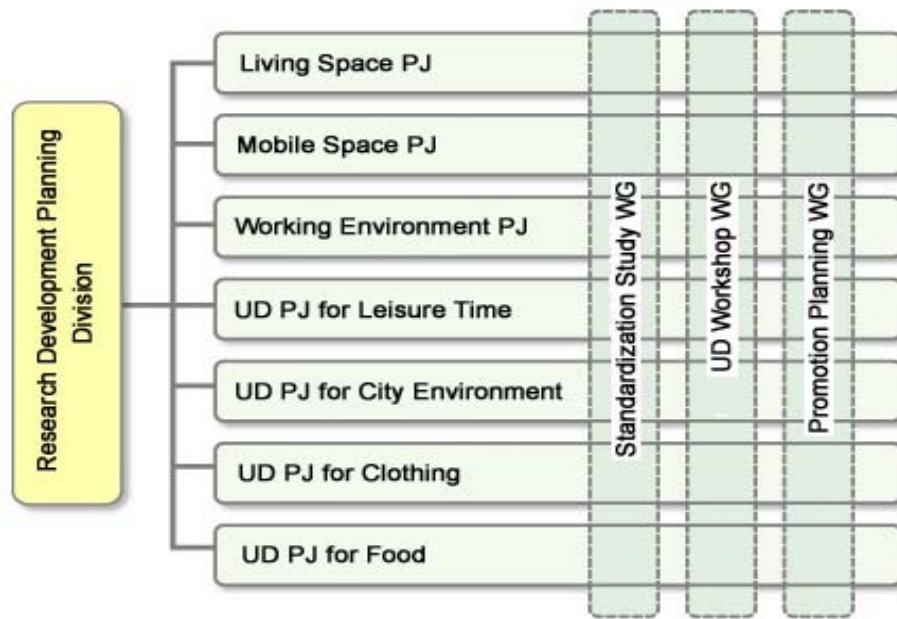 Research Development Planning
Division
Living Space PJ
Mobile Space PJ
Working Environment PJ
UD PJ for Leisure Time
UD PJ for City Environment
UD PJ for Clothing
UD PJ for Food
Standardization Study WG
UD Workshop WG
Promotion Planning WG